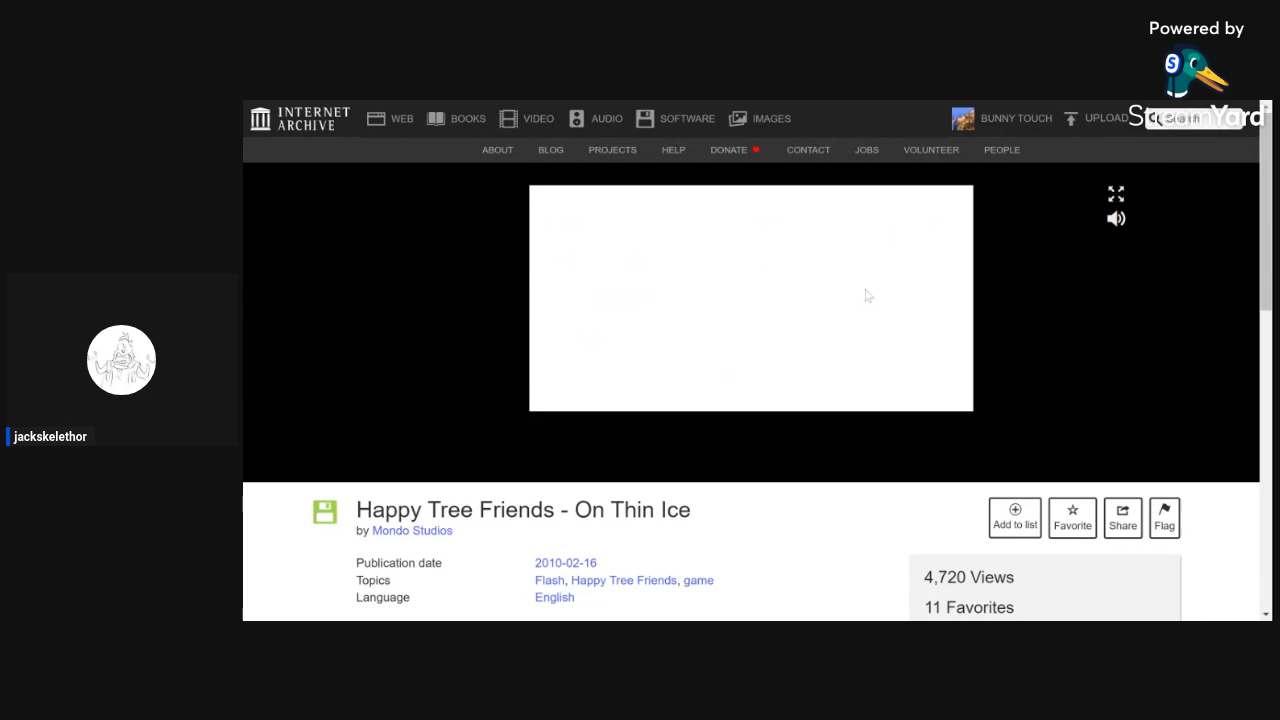 Powered by
StreamYard
INTERNET ARCHIVE WEB BOOKS VIDEO AUDIO SOFTWARE IMAGES BUNNY TOUCH UPLOAD Search
ABOUT BLOG PROJECTS HELP DONATE CONTACT JOBS VOLUNTEER PEOPLE
jackskelethor
Happy Tree Friends - On Thin Ice
by Mondo Studios
Add to list Favorite Share Flag
Publication date 2010-02-16
Topics Flash, Happy Tree Friends, game
Language English
4,720 Views
11 Favorites